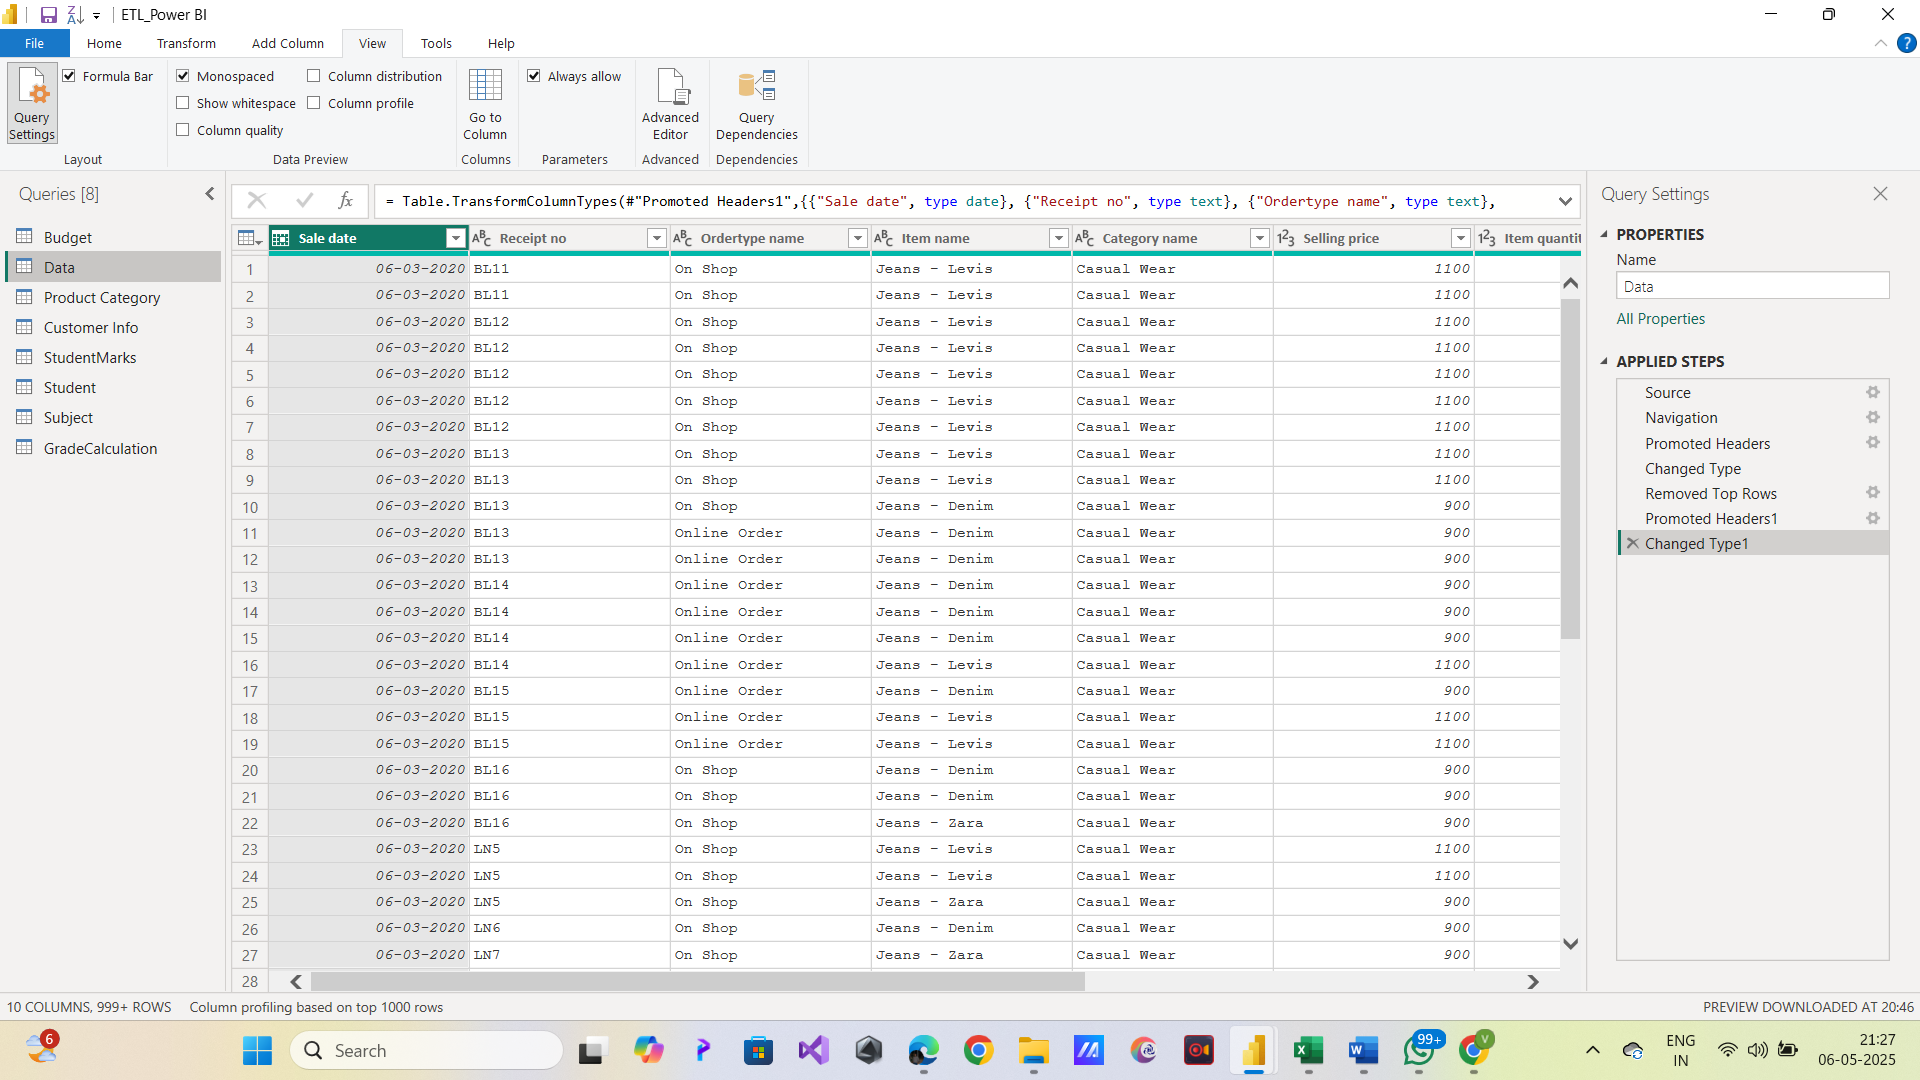 ETL_Power BI
File Home Transform Add Column View Tools Help
Query Settings
Formula Bar
Layout
Monospaced
Show whitespace
Column quality
Column distribution
Column profile
Data Preview
Go to Column
Columns
Always allow
Parameters
Advanced Editor
Advanced
Query Dependencies
Dependencies
Queries [8]
Budget
Data
Product Category
Customer Info
StudentMarks
Student
Subject
GradeCalculation
fx = Table.TransformColumnTypes(#"Promoted Headers1",{{"Sale date", type date}, {"Receipt no", type text}, {"Ordertype name", type text},
Sale date ABC Receipt no ABC Ordertype name ABC Item name ABC Category name 123 Selling price 123 Item quantit
1 06-03-2020 BL11 On Shop Jeans - Levis Casual Wear 1100
2 06-03-2020 BL11 On Shop Jeans - Levis Casual Wear 1100
3 06-03-2020 BL12 On Shop Jeans - Levis Casual Wear 1100
4 06-03-2020 BL12 On Shop Jeans - Levis Casual Wear 1100
5 06-03-2020 BL12 On Shop Jeans - Levis Casual Wear 1100
6 06-03-2020 BL12 On Shop Jeans - Levis Casual Wear 1100
7 06-03-2020 BL12 On Shop Jeans - Levis Casual Wear 1100
8 06-03-2020 BL13 On Shop Jeans - Levis Casual Wear 1100
9 06-03-2020 BL13 On Shop Jeans - Levis Casual Wear 1100
10 06-03-2020 BL13 On Shop Jeans - Denim Casual Wear 900
11 06-03-2020 BL13 Online Order Jeans - Denim Casual Wear 900
12 06-03-2020 BL13 Online Order Jeans - Denim Casual Wear 900
13 06-03-2020 BL14 Online Order Jeans - Denim Casual Wear 900
14 06-03-2020 BL14 Online Order Jeans - Denim Casual Wear 900
15 06-03-2020 BL14 Online Order Jeans - Denim Casual Wear 900
16 06-03-2020 BL14 Online Order Jeans - Levis Casual Wear 1100
17 06-03-2020 BL15 Online Order Jeans - Denim Casual Wear 900
18 06-03-2020 BL15 Online Order Jeans - Levis Casual Wear 1100
19 06-03-2020 BL15 Online Order Jeans - Levis Casual Wear 1100
20 06-03-2020 BL16 On Shop Jeans - Denim Casual Wear 900
21 06-03-2020 BL16 On Shop Jeans - Denim Casual Wear 900
22 06-03-2020 BL16 On Shop Jeans - Zara Casual Wear 900
23 06-03-2020 LN5 On Shop Jeans - Levis Casual Wear 1100
24 06-03-2020 LN5 On Shop Jeans - Levis Casual Wear 1100
25 06-03-2020 LN5 On Shop Jeans - Zara Casual Wear 900
26 06-03-2020 LN6 On Shop Jeans - Denim Casual Wear 900
27 06-03-2020 LN7 On Shop Jeans - Zara Casual Wear 900
28
Query Settings
PROPERTIES
Name
Data
All Properties
APPLIED STEPS
Source
Navigation
Promoted Headers
Changed Type
Removed Top Rows
Promoted Headers1
Changed Type1
10 COLUMNS, 999+ ROWS Column profiling based on top 1000 rows PREVIEW DOWNLOADED AT 20:46
6
Search
99+
V
ENG
IN
21:27
06-05-2025